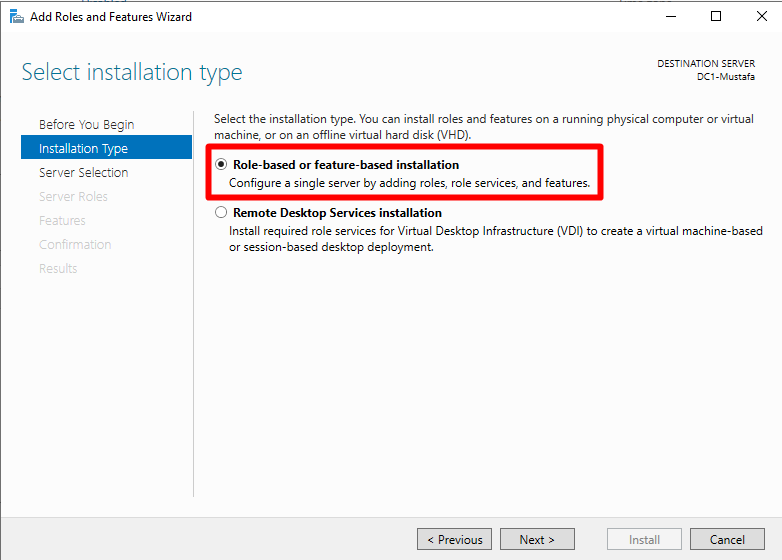 Add Roles and Features Wizard
Select installation type
DESTINATION SERVER
DC1-Mustafa
Before You Begin
Installation Type
Server Selection
Server Roles
Features
Confirmation
Results
Select the installation type. You can install roles and features on a running physical computer or virtual
machine, or on an offline virtual hard disk (VHD).
Role-based or feature-based installation
Configure a single server by adding roles, role services, and features.
Remote Desktop Services installation
Install required role services for Virtual Desktop Infrastructure (VDI) to create a virtual machine-based
or session-based desktop deployment.
< Previous
Next >
Install
Cancel